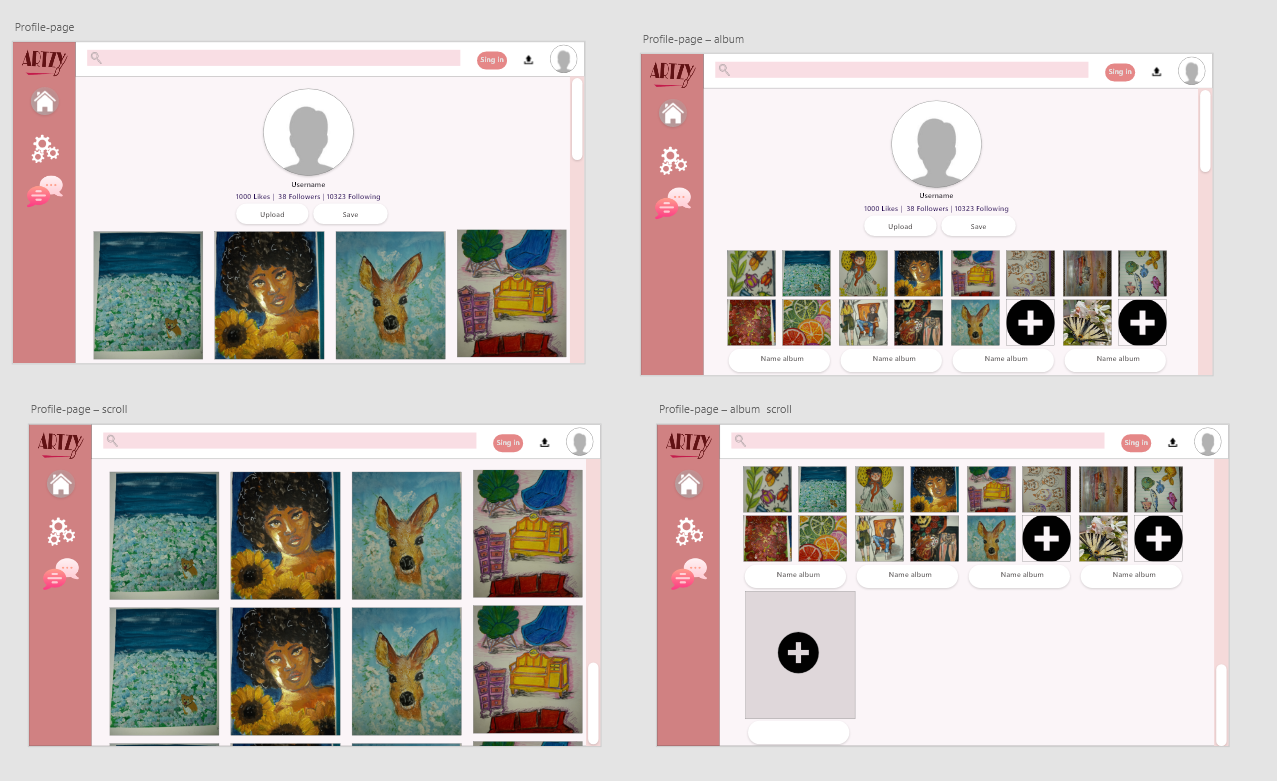 Profile-page
ARTZY
Sing in
Username
1000 Likes | 38 Followers | 10323 Following
Upload
Save
Profile-page – album
ARTZY
Sing in
Username
1000 Likes | 38 Followers | 10323 Following
Upload
Save
Name album
Name album
Name album
Name album
Profile-page – scroll
ARTZY
Sing in
Profile-page – album scroll
ARTZY
Sing in
Name album
Name album
Name album
Name album